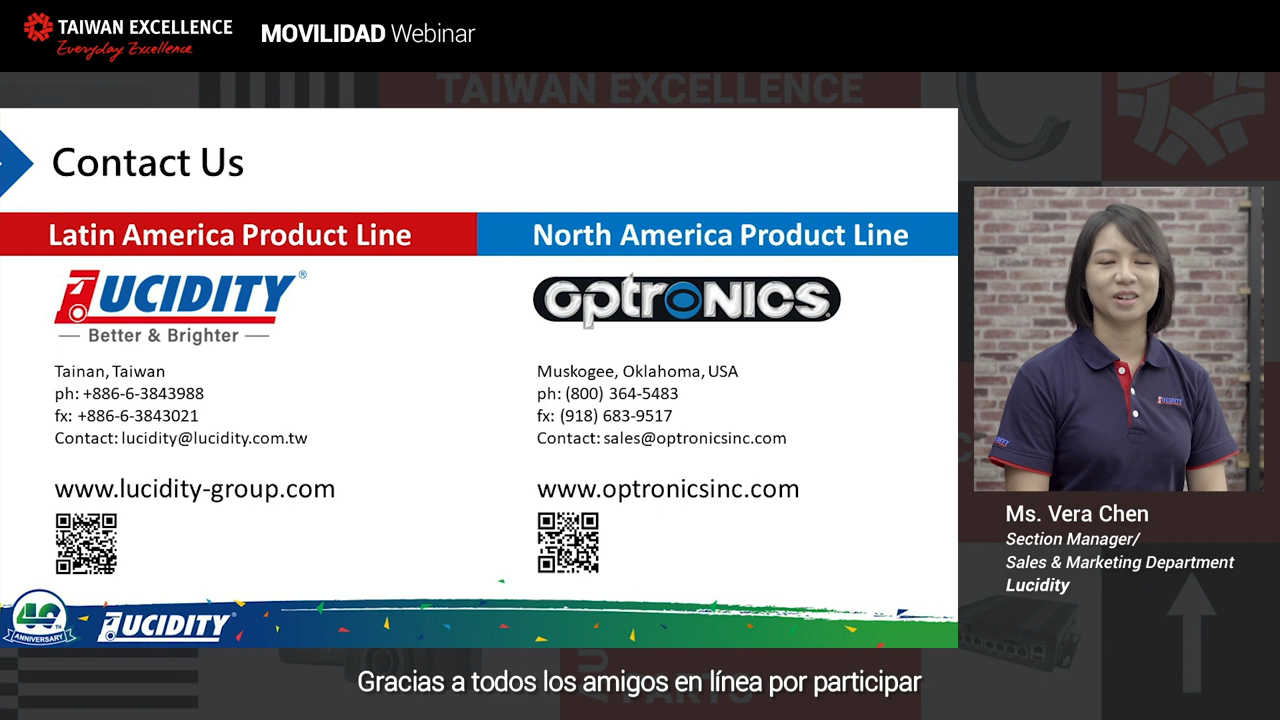 TAIWAN EXCELLENCE
Everyday Excellence
MOVILIDAD Webinar
TAIWAN EXCELLENCE
Contact Us
Latin America Product Line
North America Product Line
LUCIDITY®
Better & Brighter
OPTRONICS®
Tainan, Taiwan
ph: +886-6-3843988
fx: +886-6-3843021
Contact: lucidity@lucidity.com.tw
www.lucidity-group.com
Muskogee, Oklahoma, USA
ph: (800) 364-5483
fx: (918) 683-9517
Contact: sales@optronicsinc.com
www.optronicsinc.com
LUCIDITY
Ms. Vera Chen
Section Manager/
Sales & Marketing Department
Lucidity
40TH
ANNIVERSARY
LUCIDITY®
Gracias a todos los amigos en línea por participar